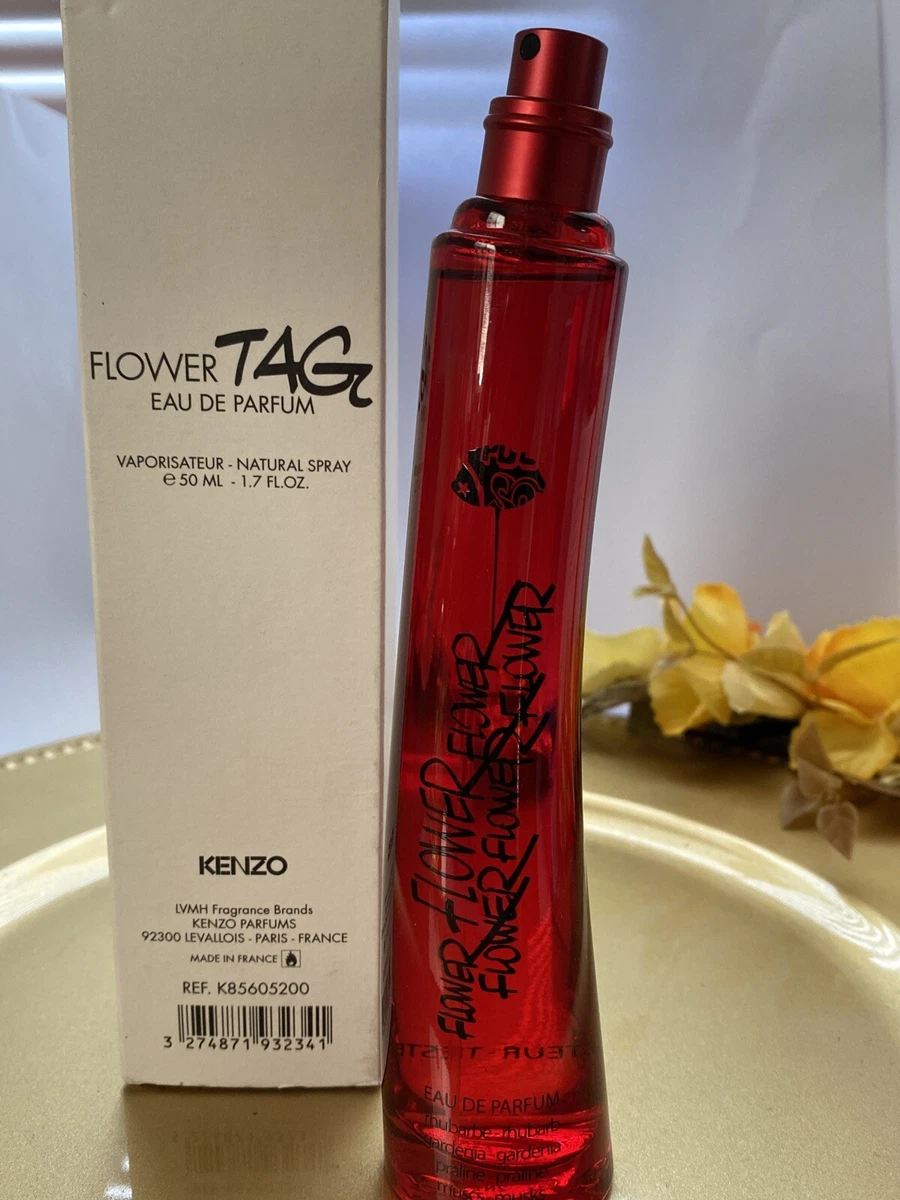 FLOWER TAG
EAU DE PARFUM
VAPORISATEUR - NATURAL SPRAY
e 50 ML - 1.7 FL.OZ.
KENZO
LVMH Fragrance Brands
KENZO PARFUMS
92300 LEVALLOIS - PARIS - FRANCE
MADE IN FRANCE
REF. K85605200
3 274871 932341
FLOWER FLOWER FLOWER
FLOWER FLOWER FLOWER
EAU DE PARFUM
rhubarbe - rhubarb
gardenia - gardenia
praline - praline
muscs - musks